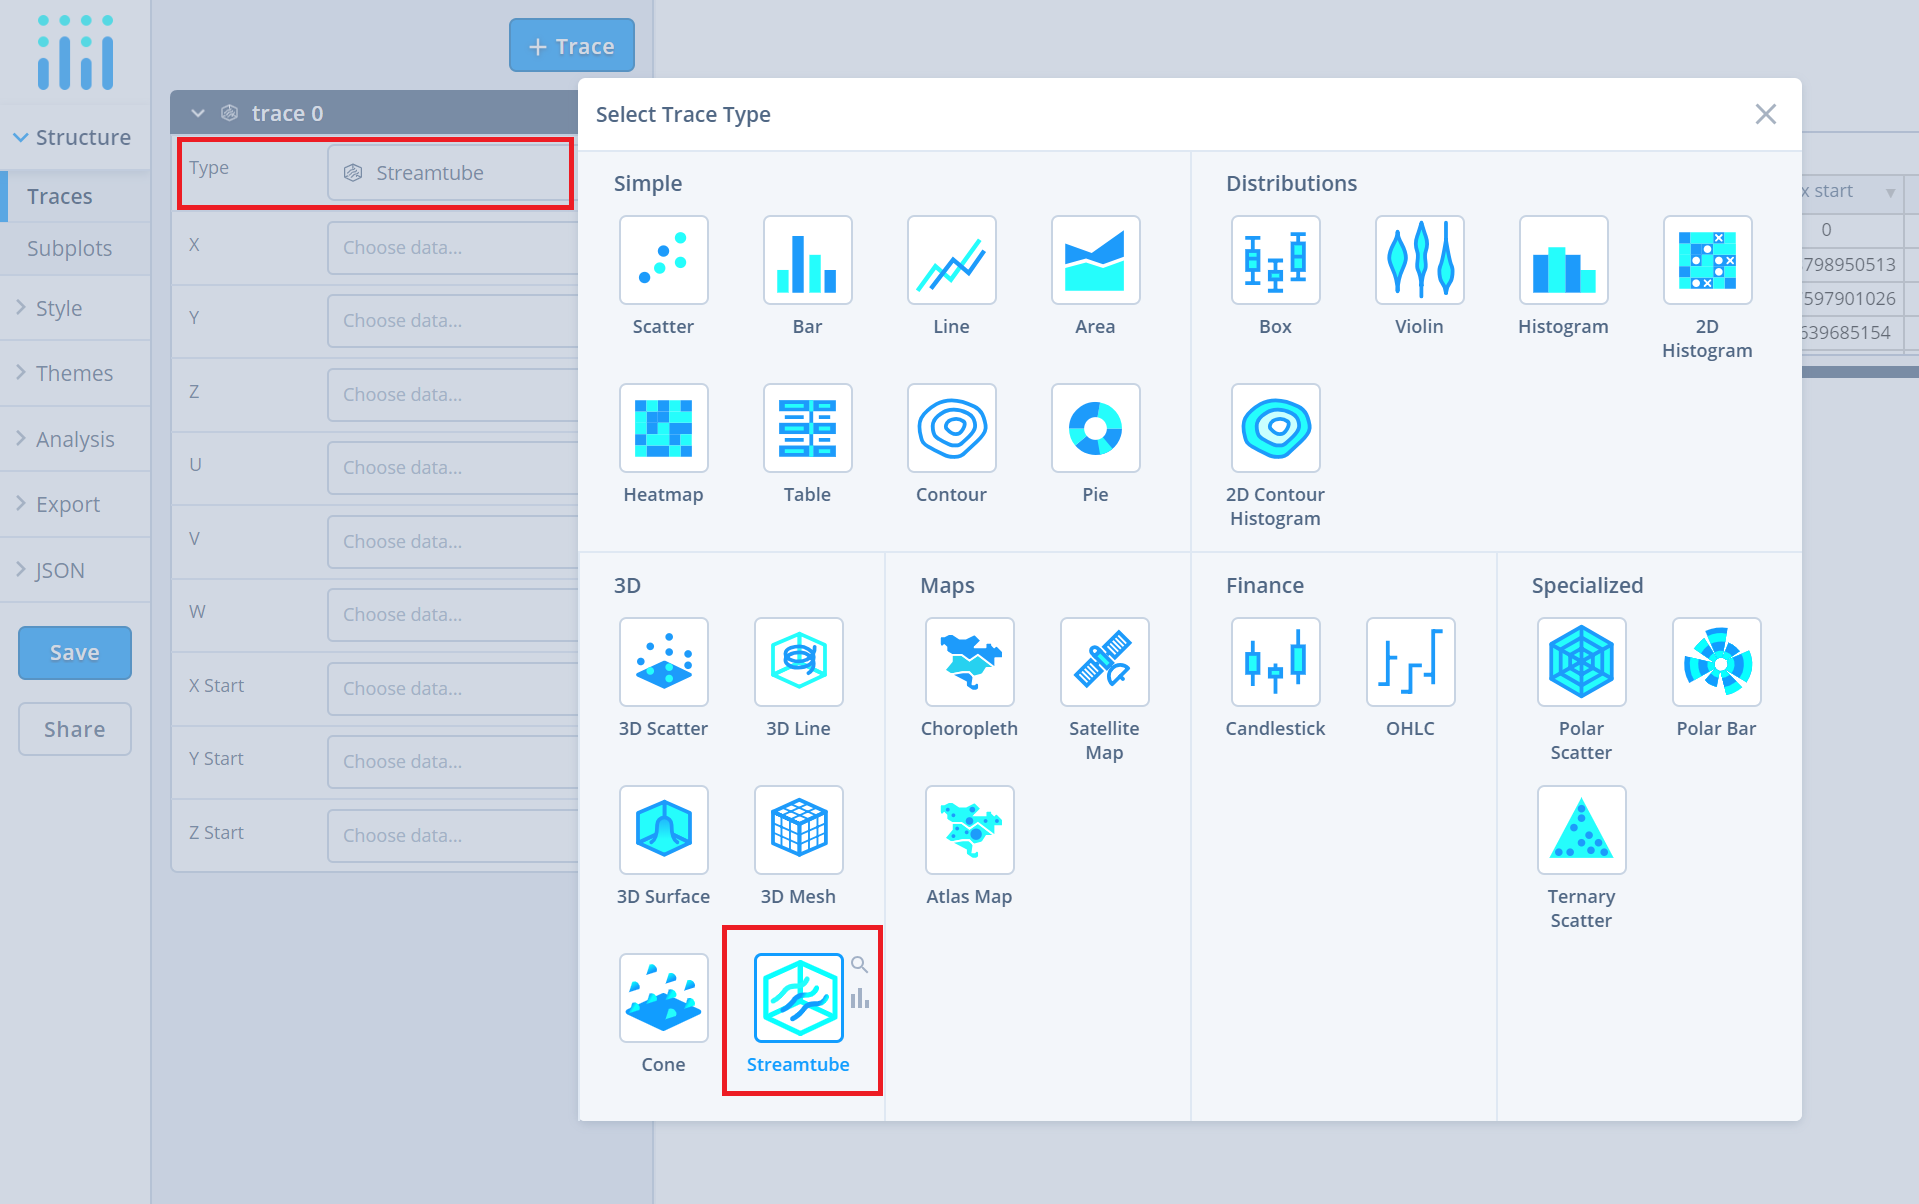 + Trace
Structure
Traces
Subplots
Style
Themes
Analysis
Export
JSON
Save
Share
trace 0
Type Streamtube
X Choose data...
Y Choose data...
Z Choose data...
U Choose data...
V Choose data...
W Choose data...
X Start Choose data...
Y Start Choose data...
Z Start Choose data...
Select Trace Type
Simple
Scatter Bar Line Area
Heatmap Table Contour Pie
Distributions
Box Violin Histogram 2D
Histogram
2D Contour
Histogram
3D
3D Scatter 3D Line
3D Surface 3D Mesh
Cone Streamtube
Maps
Choropleth Satellite
Map
Atlas Map
Finance
Candlestick OHLC
Specialized
Polar
Scatter
Polar Bar
Ternary
Scatter
x start
0
798950513
597901026
639685154